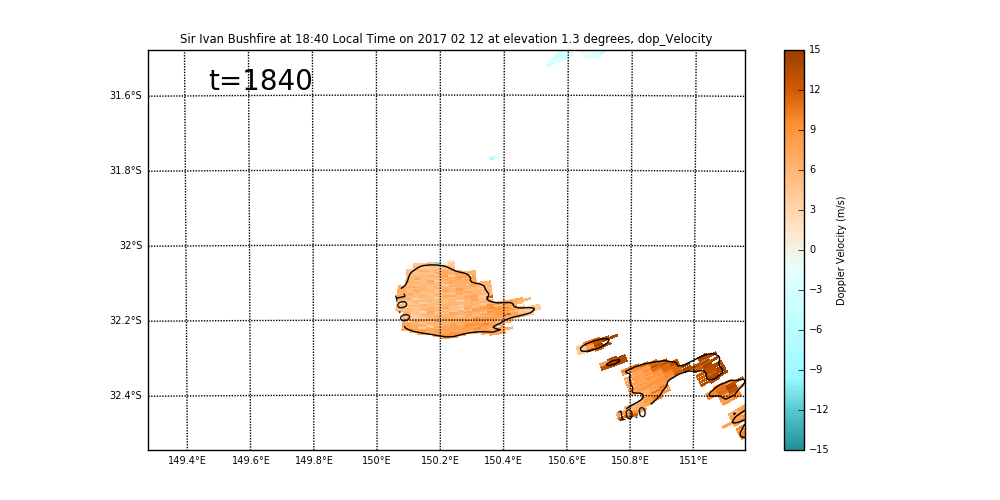 Sir Ivan Bushfire at 18:40 Local Time on 2017 02 12 at elevation 1.3 degrees, dop_Velocity
t=1840
31.6°S
31.8°S
32°S
32.2°S
32.4°S
149.4°E 149.6°E 149.8°E 150°E 150.2°E 150.4°E 150.6°E 150.8°E 151°E
10.0
10.0
15
12
9
6
3
0
−3
−6
−9
−12
−15
Doppler Velocity (m/s)